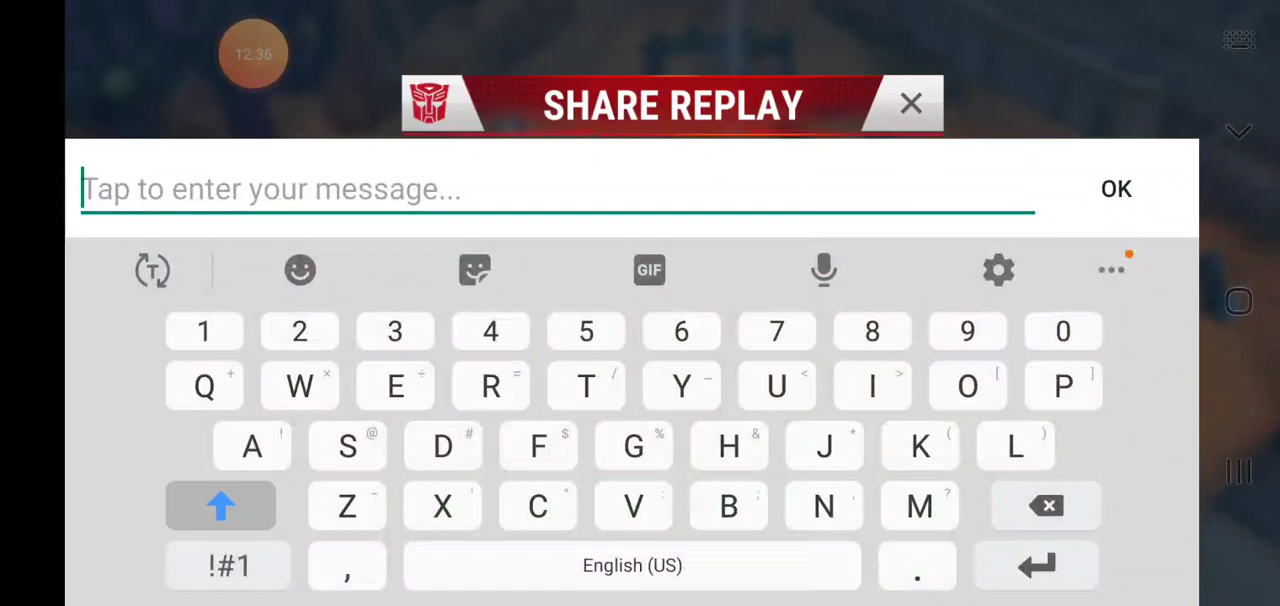 12:36
SHARE REPLAY
Tap to enter your message...
OK
T
GIF
1 2 3 4 5 6 7 8 9 0
Q + W × E ÷ R = T / Y _ U < I > O [ P ]
A ! S @ D # F $ G % H & J * K ( L )
Z - X ' C " V : B ; N , M ?
!#1 , English (US) .